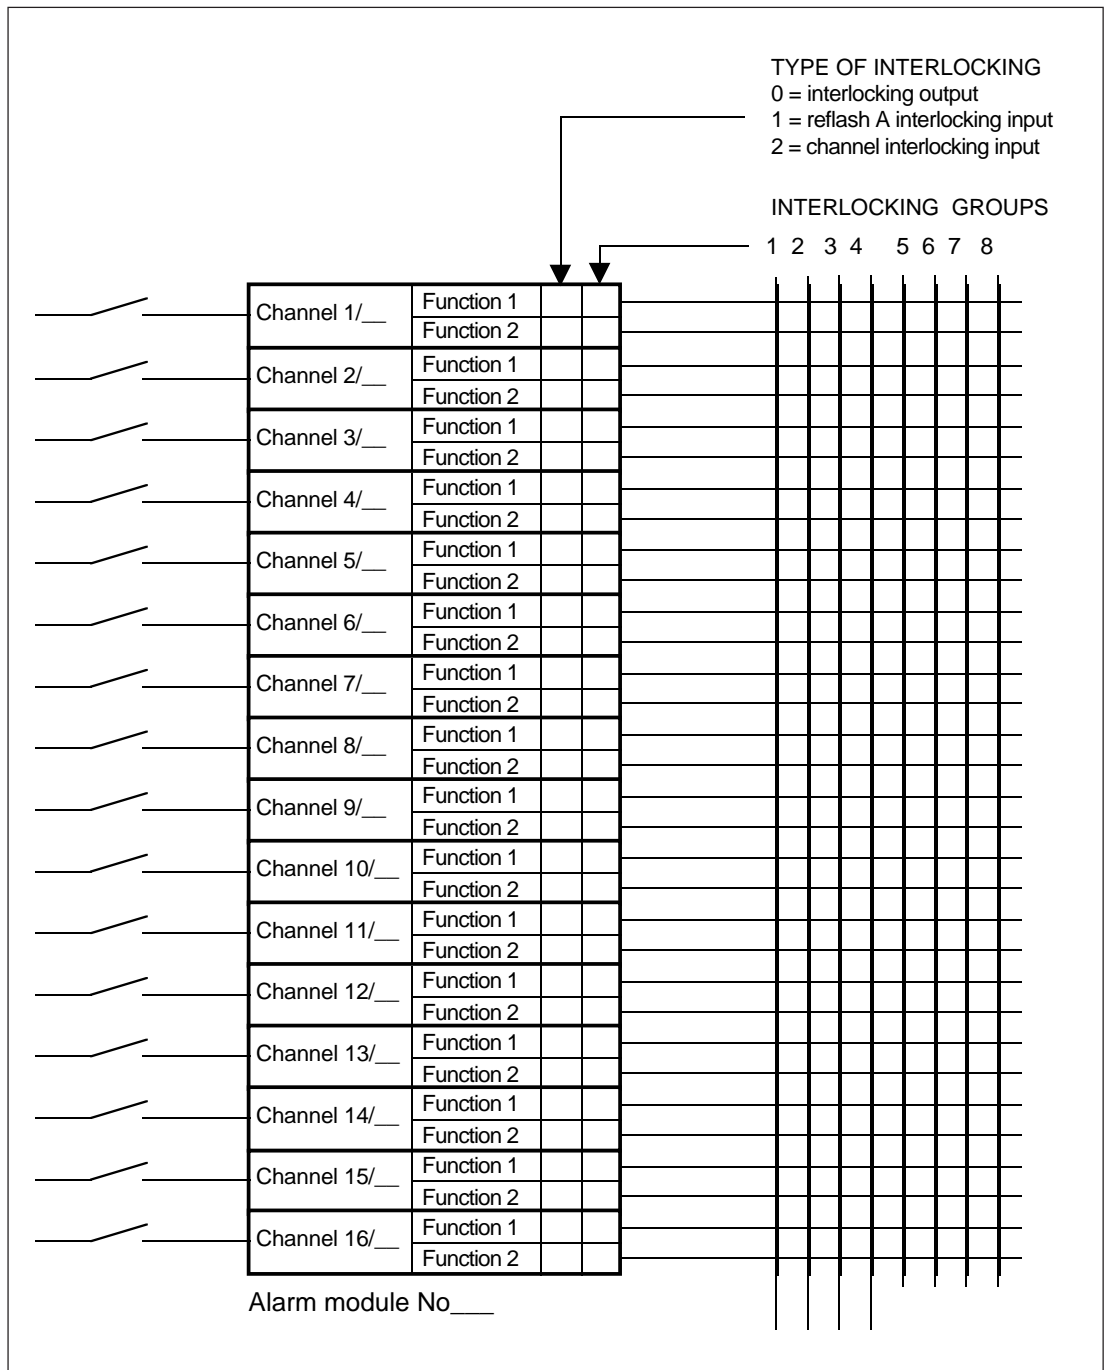 TYPE OF INTERLOCKING
0 = interlocking output
1 = reflash A interlocking input
2 = channel interlocking input
INTERLOCKING GROUPS
1 2 3 4 5 6 7 8
Channel 1/__
Function 1
Function 2
Channel 2/__
Function 1
Function 2
Channel 3/__
Function 1
Function 2
Channel 4/__
Function 1
Function 2
Channel 5/__
Function 1
Function 2
Channel 6/__
Function 1
Function 2
Channel 7/__
Function 1
Function 2
Channel 8/__
Function 1
Function 2
Channel 9/__
Function 1
Function 2
Channel 10/__
Function 1
Function 2
Channel 11/__
Function 1
Function 2
Channel 12/__
Function 1
Function 2
Channel 13/__
Function 1
Function 2
Channel 14/__
Function 1
Function 2
Channel 15/__
Function 1
Function 2
Channel 16/__
Function 1
Function 2
Alarm module No___